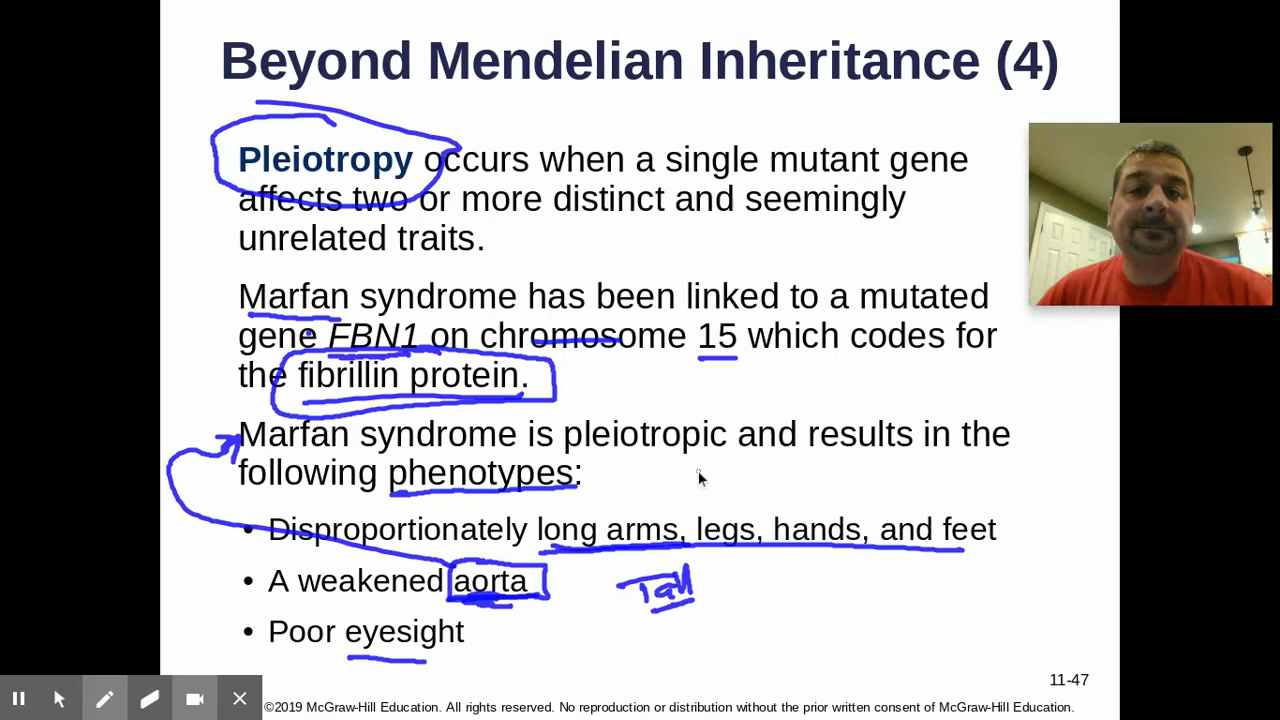 Beyond Mendelian Inheritance (4)
Pleiotropy occurs when a single mutant gene
affects two or more distinct and seemingly
unrelated traits.
Marfan syndrome has been linked to a mutated
gene FBN1 on chromosome 15 which codes for
the fibrillin protein.
Marfan syndrome is pleiotropic and results in the
following phenotypes:
• Disproportionately long arms, legs, hands, and feet
• A weakened aorta
Tall
• Poor eyesight
11-47
©2019 McGraw-Hill Education. All rights reserved. No reproduction or distribution without the prior written consent of McGraw-Hill Education.